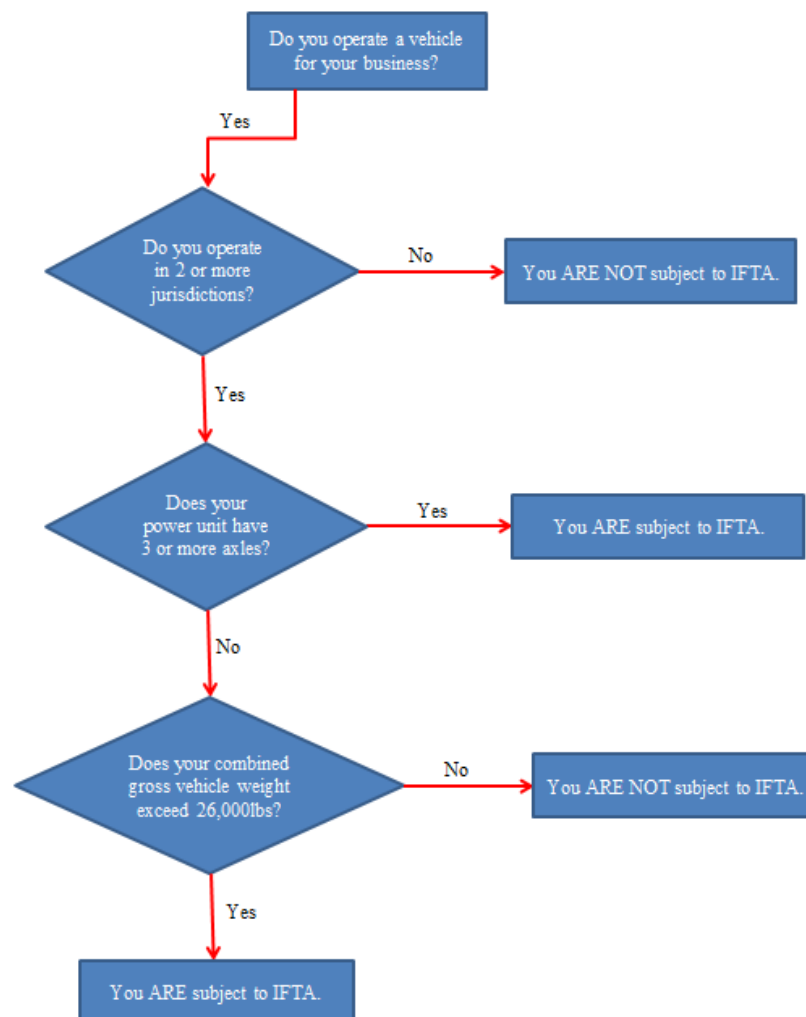 Do you operate a vehicle
for your business?
Yes
Do you operate
in 2 or more
jurisdictions?
No
You ARE NOT subject to IFTA.
Yes
Does your
power unit have
3 or more axles?
Yes
You ARE subject to IFTA.
No
Does your combined
gross vehicle weight
exceed 26,000lbs?
No
You ARE NOT subject to IFTA.
Yes
You ARE subject to IFTA.